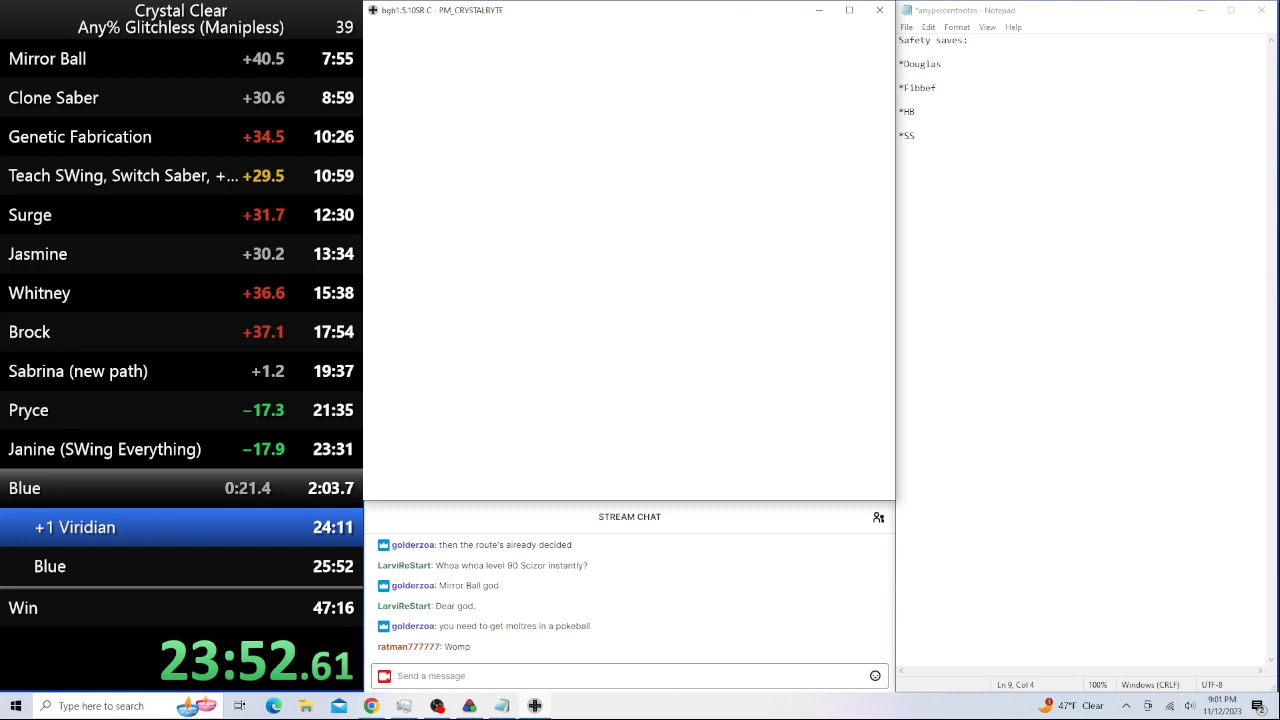 Crystal Clear
Any% Glitchless (Manipless) 39
Mirror Ball +40.5 7:55
Clone Saber +30.6 8:59
Genetic Fabrication +34.5 10:26
Teach SWing, Switch Saber, +... +29.5 10:59
Surge +31.7 12:30
Jasmine +30.2 13:34
Whitney +36.6 15:38
Brock +37.1 17:54
Sabrina (new path) +1.2 19:37
Pryce −17.3 21:35
Janine (SWing Everything) −17.9 23:31
Blue 0:21.4 2:03.7
+1 Viridian 24:11
Blue 25:52
Win 47:16
23:52.61
bgb1.5.10SR C - PM_CRYSTALBYTE
STREAM CHAT
golderzoa: then the route's already decided
LarviReStart: Whoa whoa level 90 Scizor instantly?
golderzoa: Mirror Ball god
LarviReStart: Dear god.
golderzoa: you need to get moltres in a pokeball
ratman777777: Womp
Send a message
*anypercentnotes - Notepad
File Edit Format View Help
Safety saves:
*Douglas
*Fibbef
*HB
*SS
Ln 9, Col 4 100% Windows (CRLF) UTF-8
Type here to search
47°F Clear
9:01 PM
11/12/2023
2